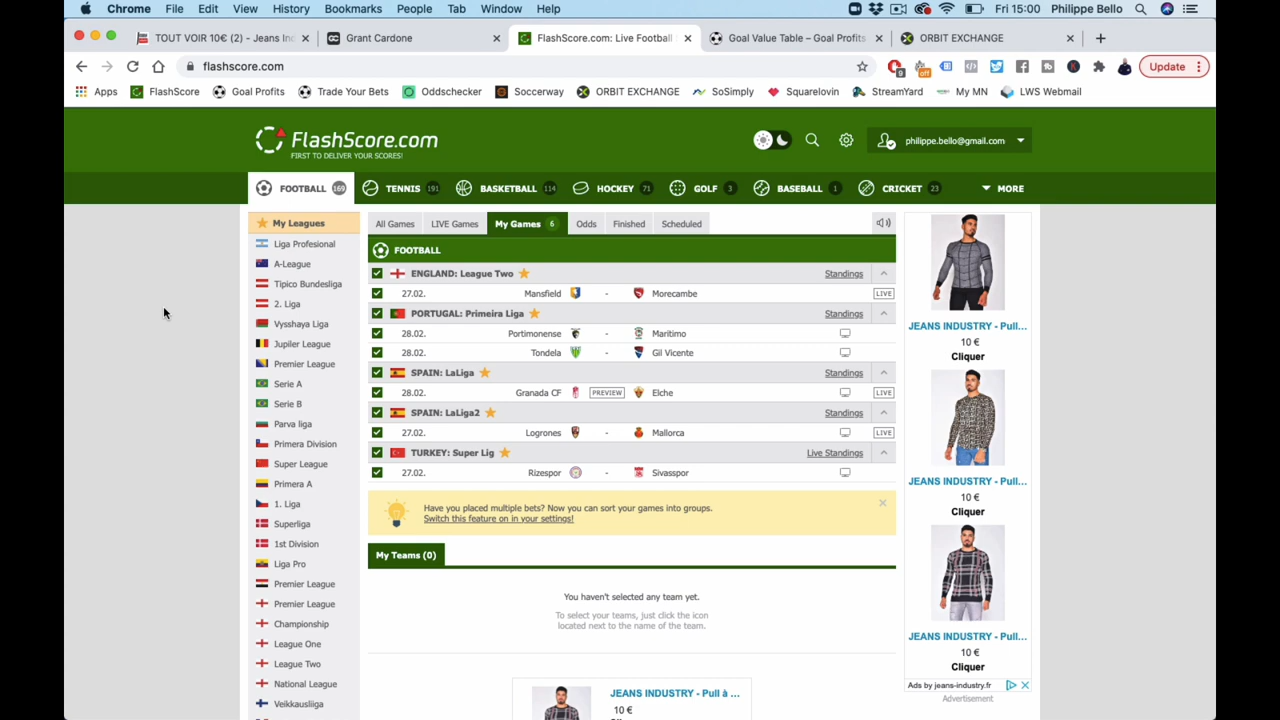 Chrome File Edit View History Bookmarks People Tab Window Help Fri 15:00 Philippe Bello
TOUT VOIR 10€ (2) - Jeans Ind
Grant Cardone
FlashScore.com: Live Football
Goal Value Table – Goal Profits
ORBIT EXCHANGE
flashscore.com
9 off Update
Apps FlashScore Goal Profits Trade Your Bets Oddschecker Soccerway ORBIT EXCHANGE SoSimply Squarelovin StreamYard My MN LWS Webmail
FlashScore.com
FIRST TO DELIVER YOUR SCORES!
philippe.bello@gmail.com
FOOTBALL 169 TENNIS 191 BASKETBALL 114 HOCKEY 71 GOLF 3 BASEBALL 1 CRICKET 23 MORE
My Leagues
Liga Profesional
A-League
Tipico Bundesliga
2. Liga
Vysshaya Liga
Jupiler League
Premier League
Serie A
Serie B
Parva liga
Primera Division
Super League
Primera A
1. Liga
Superliga
1st Division
Liga Pro
Premier League
Premier League
Championship
League One
League Two
National League
Veikkausliiga
All Games LIVE Games My Games 6 Odds Finished Scheduled
FOOTBALL
ENGLAND: League Two Standings
27.02. Mansfield - Morecambe LIVE
PORTUGAL: Primeira Liga Standings
28.02. Portimonense - Marítimo
28.02. Tondela - Gil Vicente
SPAIN: LaLiga Standings
28.02. Granada CF PREVIEW Elche LIVE
SPAIN: LaLiga2 Standings
27.02. Logrones - Mallorca LIVE
TURKEY: Super Lig Live Standings
27.02. Rizespor - Sivasspor
Have you placed multiple bets? Now you can sort your games into groups.
Switch this feature on in your settings!
My Teams (0)
You haven't selected any team yet.
To select your teams, just click the icon
located next to the name of the team.
JEANS INDUSTRY - Pull à ...
10 €
JEANS INDUSTRY - Pull...
10 €
Cliquer
JEANS INDUSTRY - Pull...
10 €
Cliquer
JEANS INDUSTRY - Pull...
10 €
Cliquer
Ads by jeans-industry.fr
Advertisement